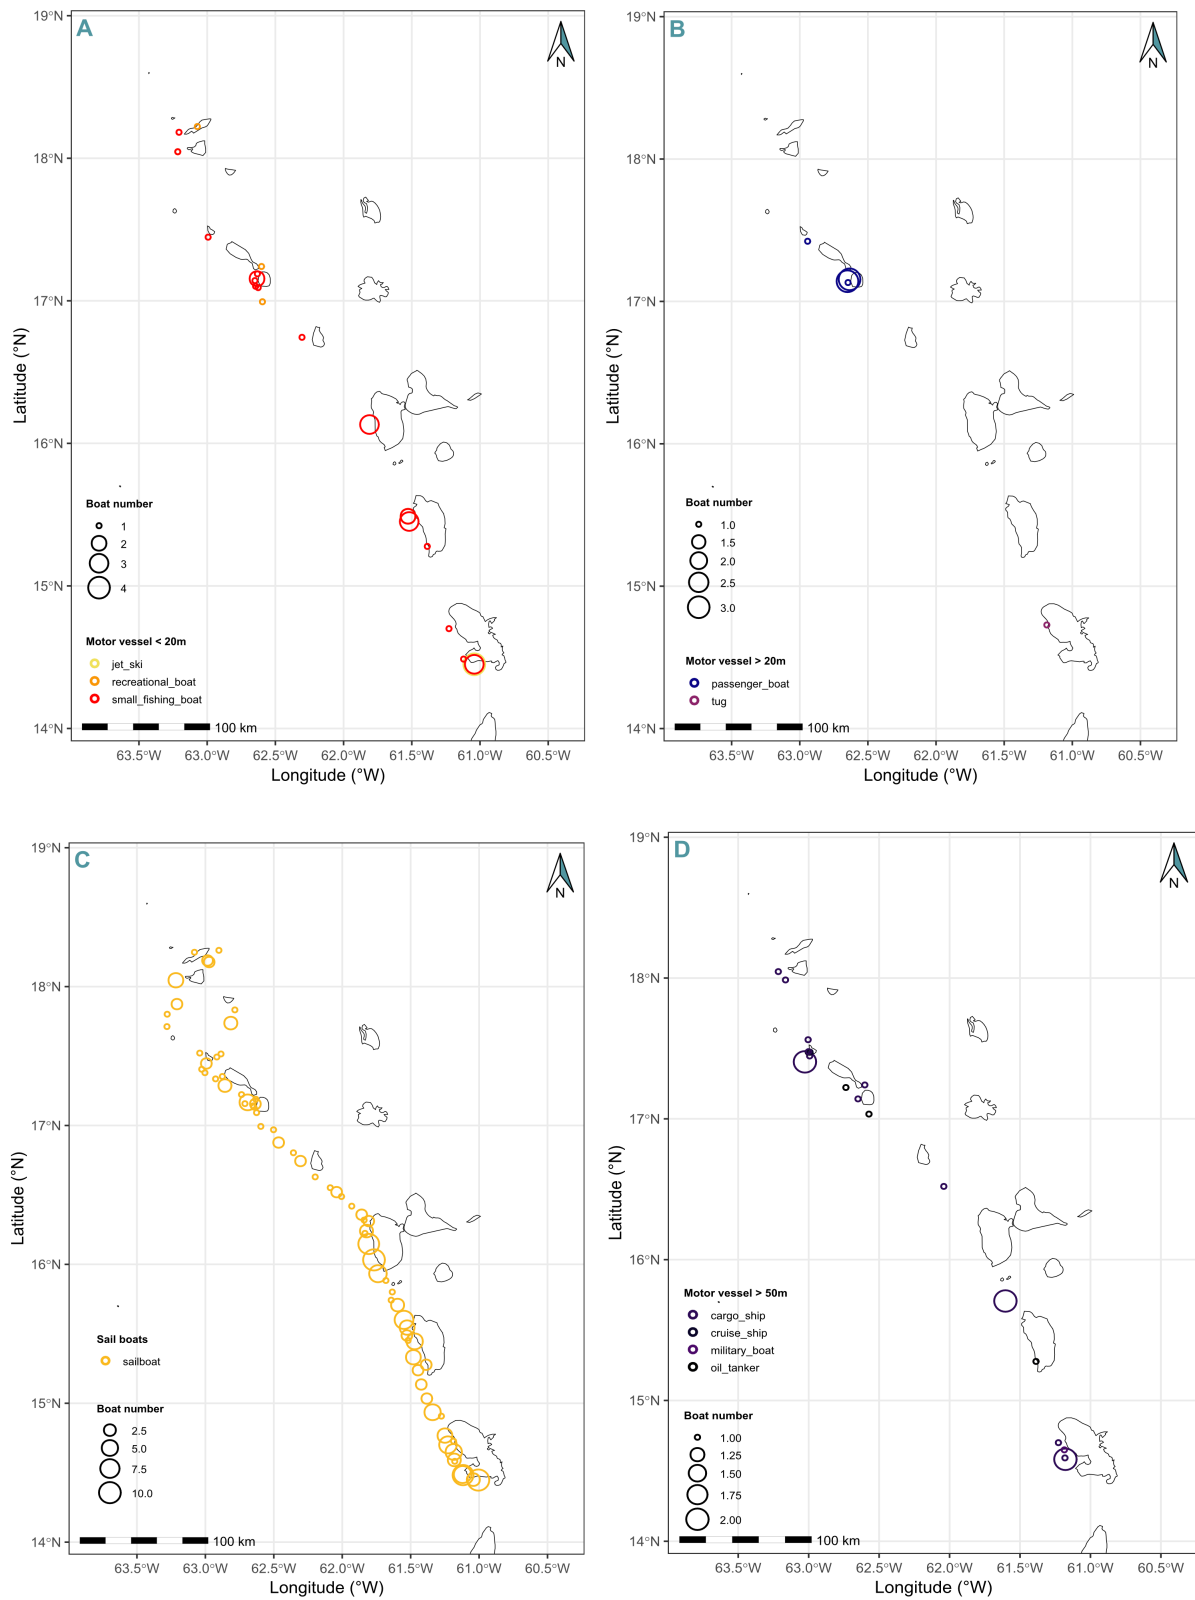 A
N
19°N
18°N
17°N
16°N
15°N
14°N
Latitude (°N)
Boat number
1
2
3
4
Motor vessel < 20m
jet_ski
recreational_boat
small_fishing_boat
100 km
63.5°W 63.0°W 62.5°W 62.0°W 61.5°W 61.0°W 60.5°W
Longitude (°W)
B
N
19°N
18°N
17°N
16°N
15°N
14°N
Latitude (°N)
Boat number
1.0
1.5
2.0
2.5
3.0
Motor vessel > 20m
passenger_boat
tug
100 km
63.5°W 63.0°W 62.5°W 62.0°W 61.5°W 61.0°W 60.5°W
Longitude (°W)
C
N
19°N
18°N
17°N
16°N
15°N
14°N
Latitude (°N)
Sail boats
sailboat
Boat number
2.5
5.0
7.5
10.0
100 km
63.5°W 63.0°W 62.5°W 62.0°W 61.5°W 61.0°W 60.5°W
Longitude (°W)
D
N
19°N
18°N
17°N
16°N
15°N
14°N
Latitude (°N)
Motor vessel > 50m
cargo_ship
cruise_ship
military_boat
oil_tanker
Boat number
1.00
1.25
1.50
1.75
2.00
100 km
63.5°W 63.0°W 62.5°W 62.0°W 61.5°W 61.0°W 60.5°W
Longitude (°W)